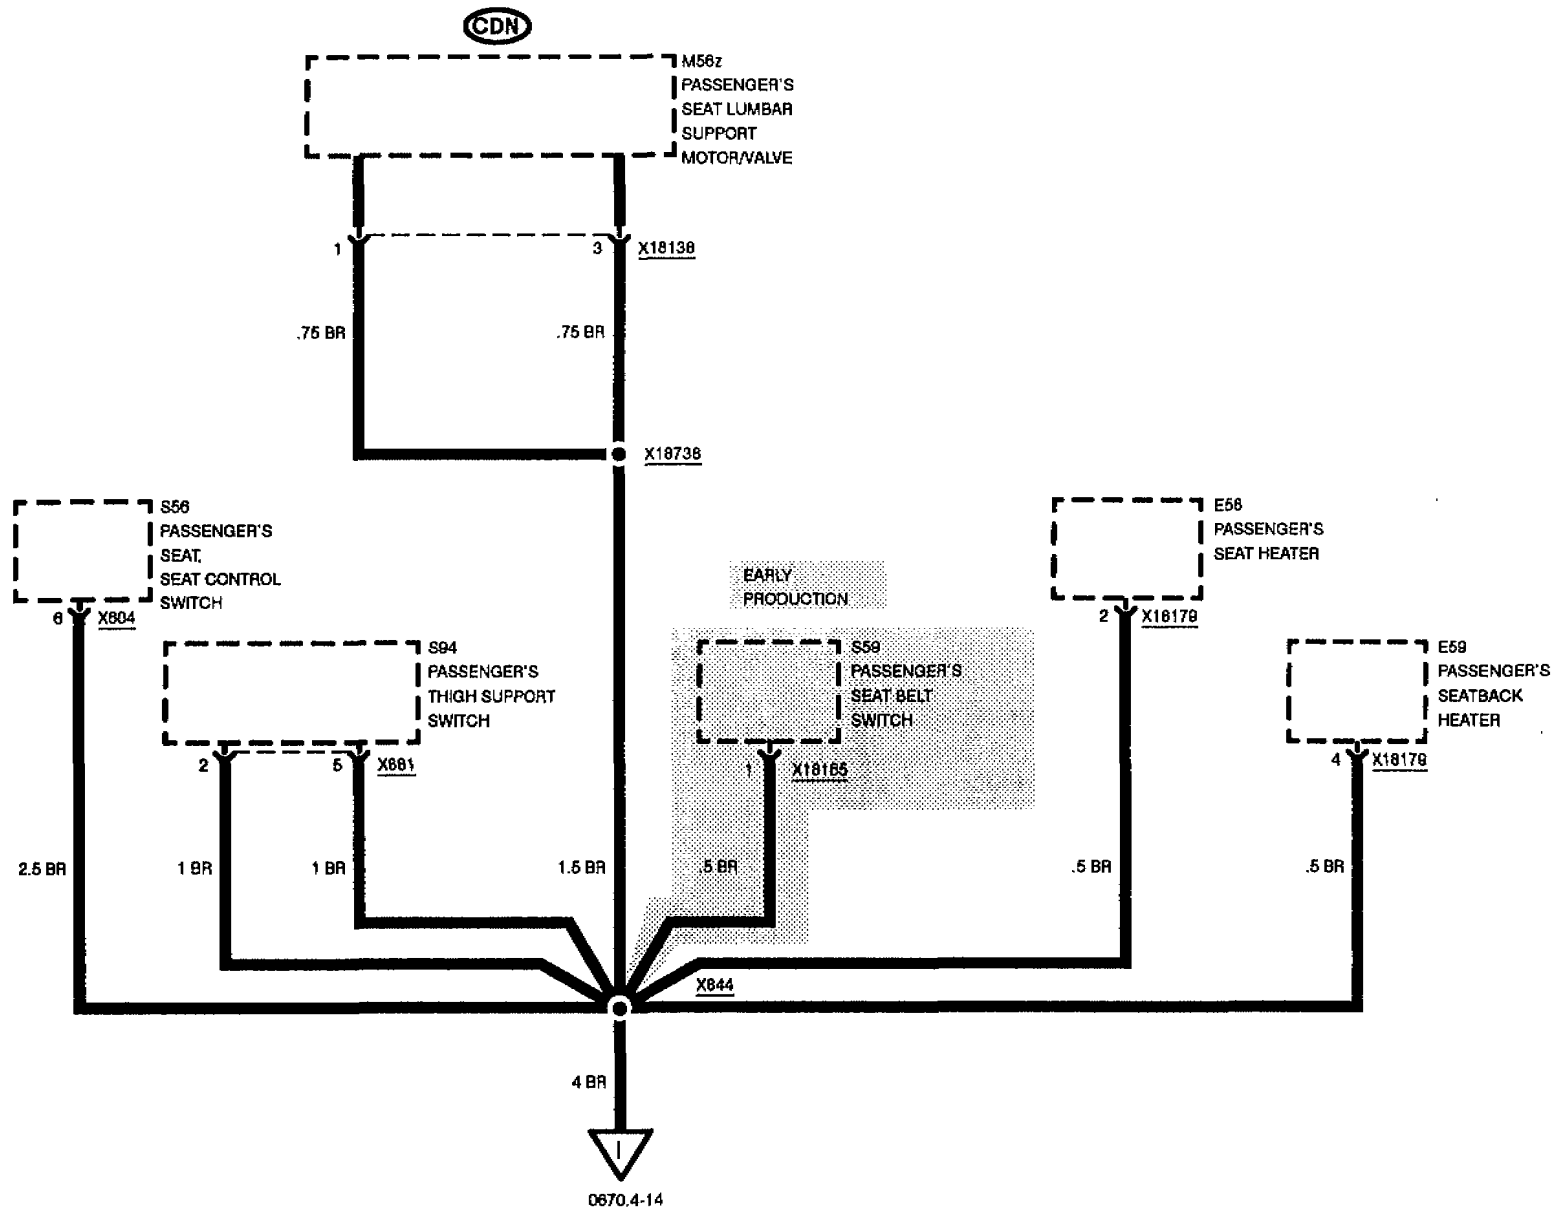 CDN
M56z
PASSENGER'S
SEAT LUMBAR
SUPPORT
MOTOR/VALVE
1
3
X18138
.75 BR
.75 BR
X18738
S56
PASSENGER'S
SEAT,
SEAT CONTROL
SWITCH
6
X604
S94
PASSENGER'S
THIGH SUPPORT
SWITCH
2
5
X681
EARLY
PRODUCTION
S59
PASSENGER'S
SEAT BELT
SWITCH
1
X18165
E58
PASSENGER'S
SEAT HEATER
2
X18179
E59
PASSENGER'S
SEATBACK
HEATER
4
X18179
2.5 BR
1 BR
1 BR
1.5 BR
.5 BR
.5 BR
.5 BR
X644
4 BR
I
0670.4-14